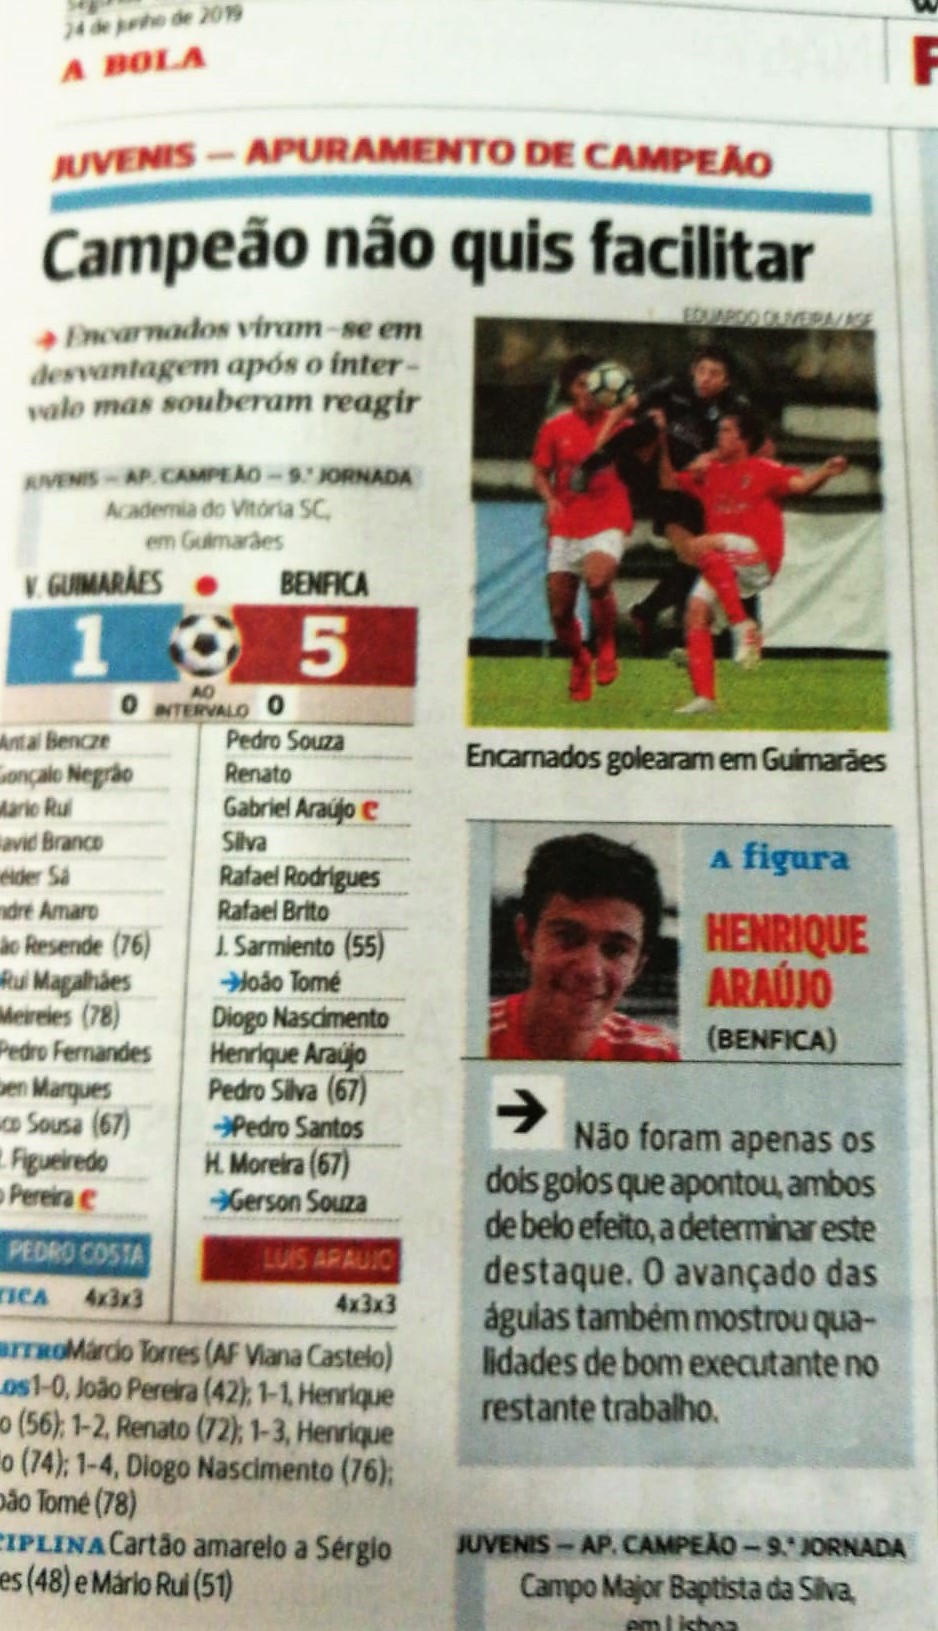 24 de junho de 2019
A BOLA
JUVENIS — APURAMENTO DE CAMPEÃO
Campeão não quis facilitar
→ Encarnados viram-se em
desvantagem após o inter-
valo mas souberam reagir
JUVENIS — AP. CAMPEÃO — 9.ª JORNADA
Academia do Vitória SC,
em Guimarães
V. GUIMARÃES BENFICA
1 5
0 AO INTERVALO 0
Antal Bencze
Gonçalo Negrão
Mário Rui
David Branco
élder Sá
ndré Amaro
ão Resende (76)
Rui Magalhães
Meireles (78)
Pedro Fernandes
ben Marques
co Sousa (67)
. Figueiredo
o Pereira C
PEDRO COSTA
TICA 4x3x3
Pedro Souza
Renato
Gabriel Araújo C
Silva
Rafael Rodrigues
Rafael Brito
J. Sarmiento (55)
→João Tomé
Diogo Nascimento
Henrique Araújo
Pedro Silva (67)
→Pedro Santos
H. Moreira (67)
→Gerson Souza
LUÍS ARAÚJO
4x3x3
BITRO Márcio Torres (AF Viana Castelo)
LOS 1-0, João Pereira (42); 1-1, Henrique
o (56); 1-2, Renato (72); 1-3, Henrique
jo (74); 1-4, Diogo Nascimento (76);
oão Tomé (78)
CIPLINA Cartão amarelo a Sérgio
es (48) e Mário Rui (51)
EDUARDO OLIVEIRA/ASF
Encarnados golearam em Guimarães
A figura
HENRIQUE
ARAÚJO
(BENFICA)
→ Não foram apenas os
dois golos que apontou, ambos
de belo efeito, a determinar este
destaque. O avançado das
águias também mostrou qua-
lidades de bom executante no
restante trabalho.
JUVENIS — AP. CAMPEÃO — 9.ª JORNADA
Campo Major Baptista da Silva,
em Lisboa